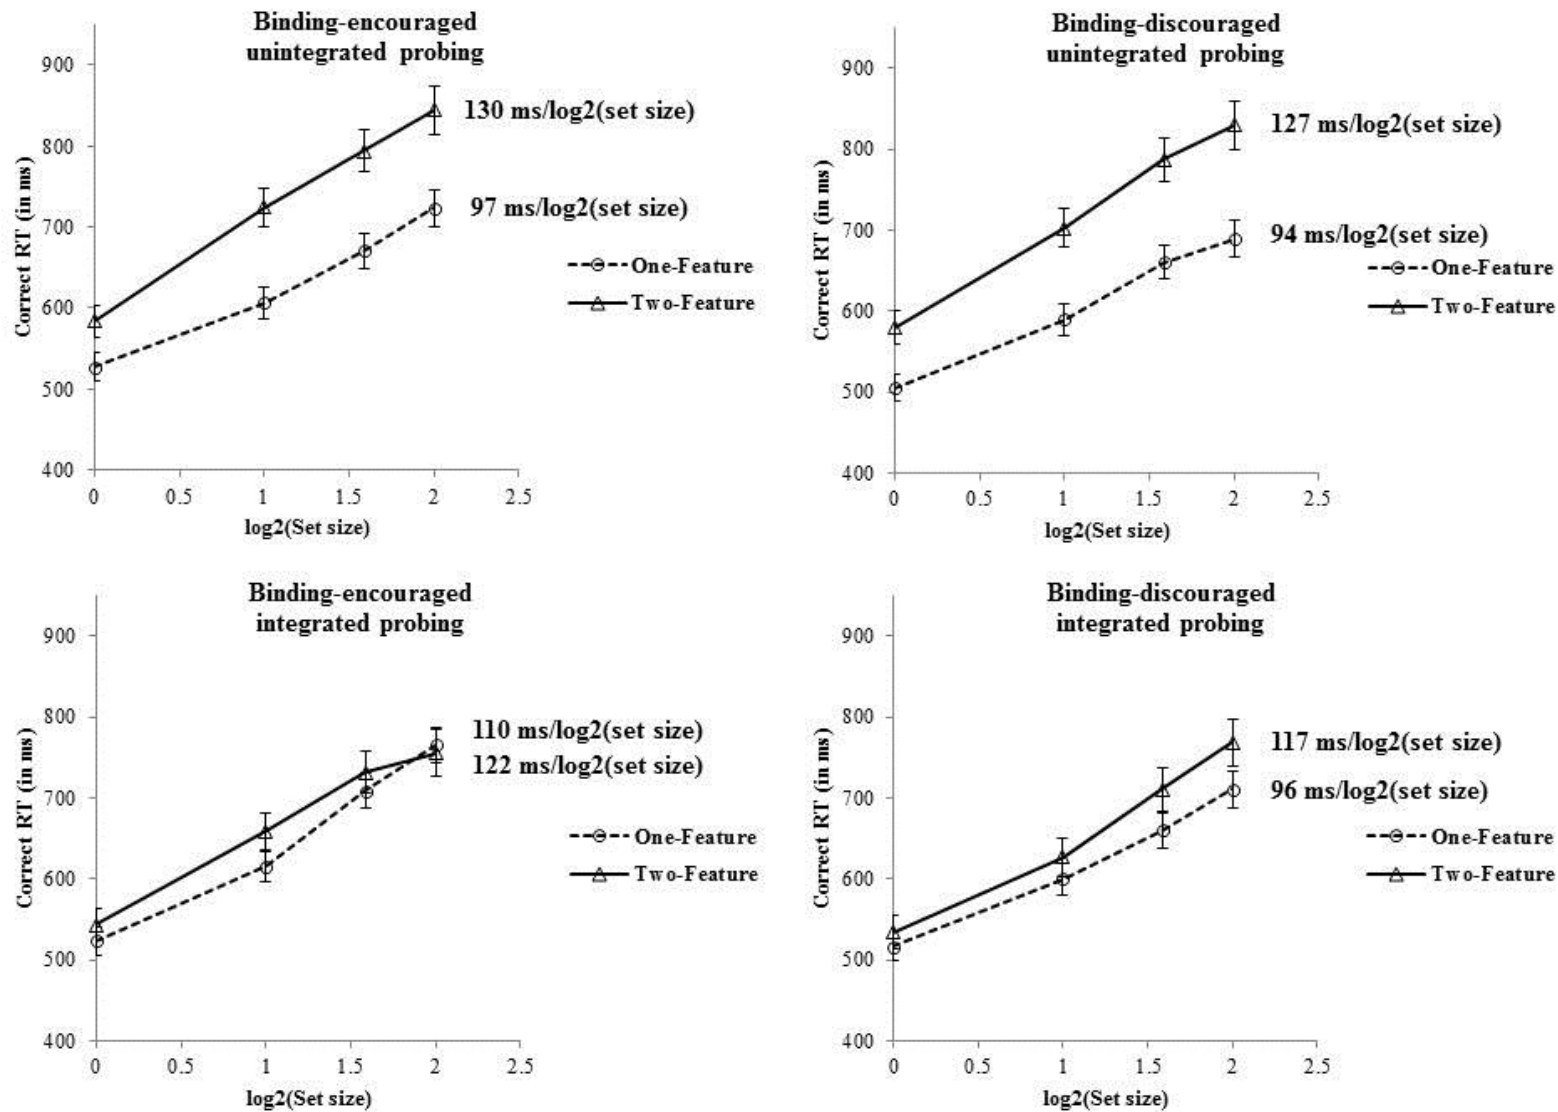 Binding-encouraged
unintegrated probing
900
800
700
600
500
400
Correct RT (in ms)
130 ms/log2(set size)
97 ms/log2(set size)
One-Feature
Two-Feature
0 0.5 1 1.5 2 2.5
log2(Set size)
Binding-discouraged
unintegrated probing
900
800
700
600
500
400
Correct RT (in ms)
127 ms/log2(set size)
94 ms/log2(set size)
One-Feature
Two-Feature
0 0.5 1 1.5 2 2.5
log2(Set size)
Binding-encouraged
integrated probing
900
800
700
600
500
400
Correct RT (in ms)
110 ms/log2(set size)
122 ms/log2(set size)
One-Feature
Two-Feature
0 0.5 1 1.5 2 2.5
log2(Set size)
Binding-discouraged
integrated probing
900
800
700
600
500
400
Correct RT (in ms)
117 ms/log2(set size)
96 ms/log2(set size)
One-Feature
Two-Feature
0 0.5 1 1.5 2 2.5
log2(Set size)